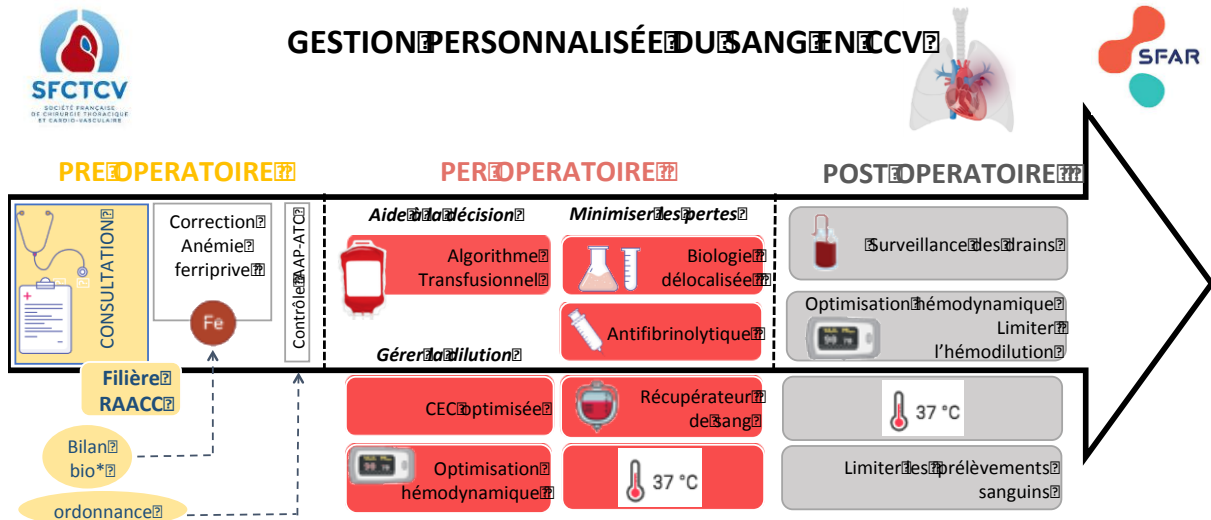 GESTION PERSONNALISÉE DU SANG EN CCV
SFCTCV
SOCIÉTÉ FRANÇAISE
DE CHIRURGIE THORACIQUE
ET CARDIO-VASCULAIRE
SFAR
PRE OPERATOIRE
PER OPERATOIRE
POST OPERATOIRE
CONSULTATION
Correction
Anémie
ferriprive
Fe
Contrôle AAP-ATC
Filière
RAACC
Bilan
bio*
ordonnance
Aide à la décision
Algorithme
Transfusionnel
Gérer la dilution
CEC optimisée
Optimisation
hémodynamique
Minimiser les pertes
Biologie
délocalisée
Antifibrinolytique
Récupérateur
de sang
37 °C
Surveillance des drains
Optimisation hémodynamique
Limiter
l'hémodilution
37 °C
Limiter les prélèvements
sanguins